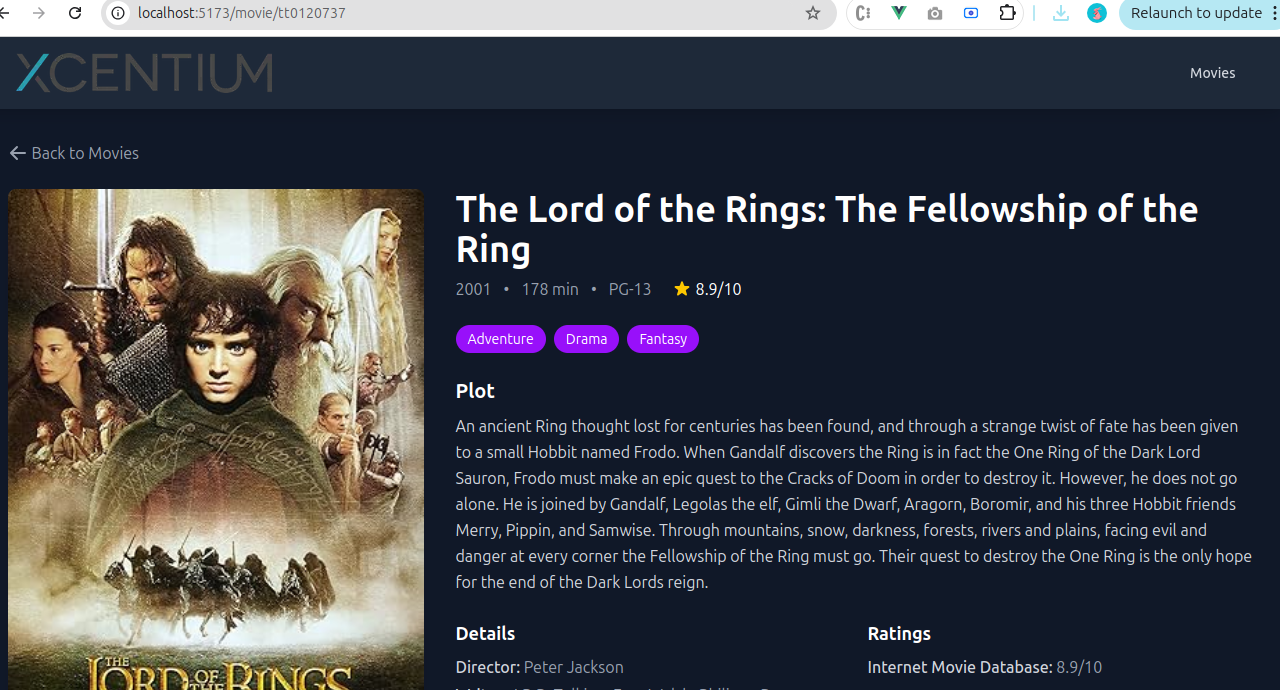 localhost:5173/movie/tt0120737
Relaunch to update
XCENTIUM
Movies
Back to Movies
The Lord of the Rings: The Fellowship of the
Ring
2001 • 178 min • PG-13 8.9/10
Adventure Drama Fantasy
Plot
An ancient Ring thought lost for centuries has been found, and through a strange twist of fate has been given
to a small Hobbit named Frodo. When Gandalf discovers the Ring is in fact the One Ring of the Dark Lord
Sauron, Frodo must make an epic quest to the Cracks of Doom in order to destroy it. However, he does not go
alone. He is joined by Gandalf, Legolas the elf, Gimli the Dwarf, Aragorn, Boromir, and his three Hobbit friends
Merry, Pippin, and Samwise. Through mountains, snow, darkness, forests, rivers and plains, facing evil and
danger at every corner the Fellowship of the Ring must go. Their quest to destroy the One Ring is the only hope
for the end of the Dark Lords reign.
Details
Director: Peter Jackson
Ratings
Internet Movie Database: 8.9/10
THE
LORD OF THE RINGS